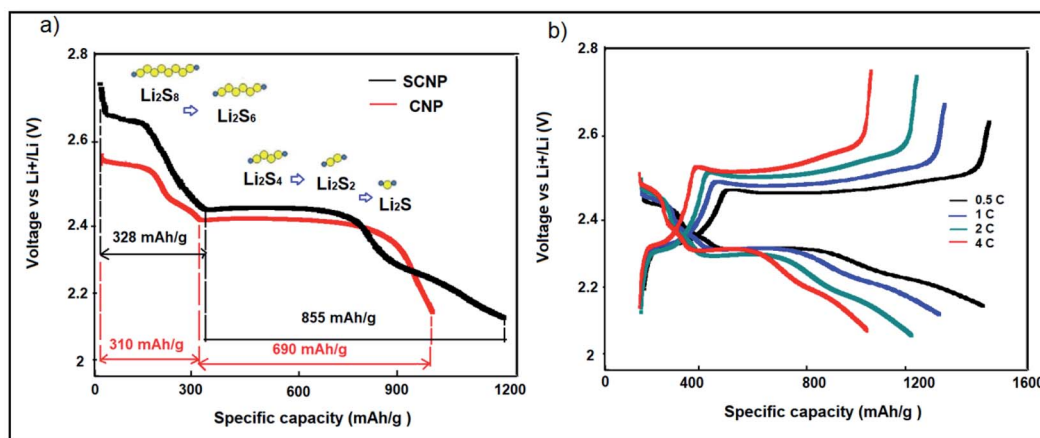 a)
2.8
2.6
2.4
2.2
2
Voltage vs Li+/Li (V)
Li₂S₈
Li₂S₆
SCNP
CNP
Li₂S₄
Li₂S₂
Li₂S
328 mAh/g
855 mAh/g
310 mAh/g
690 mAh/g
0 300 600 900 1200
Specific capacity (mAh/g )
b)
2.8
2.6
2.4
2.2
2
Voltage vs Li+/Li (V)
0.5 C
1 C
2 C
4 C
0 400 800 1200 1600
Specific capacity (mAh/g )